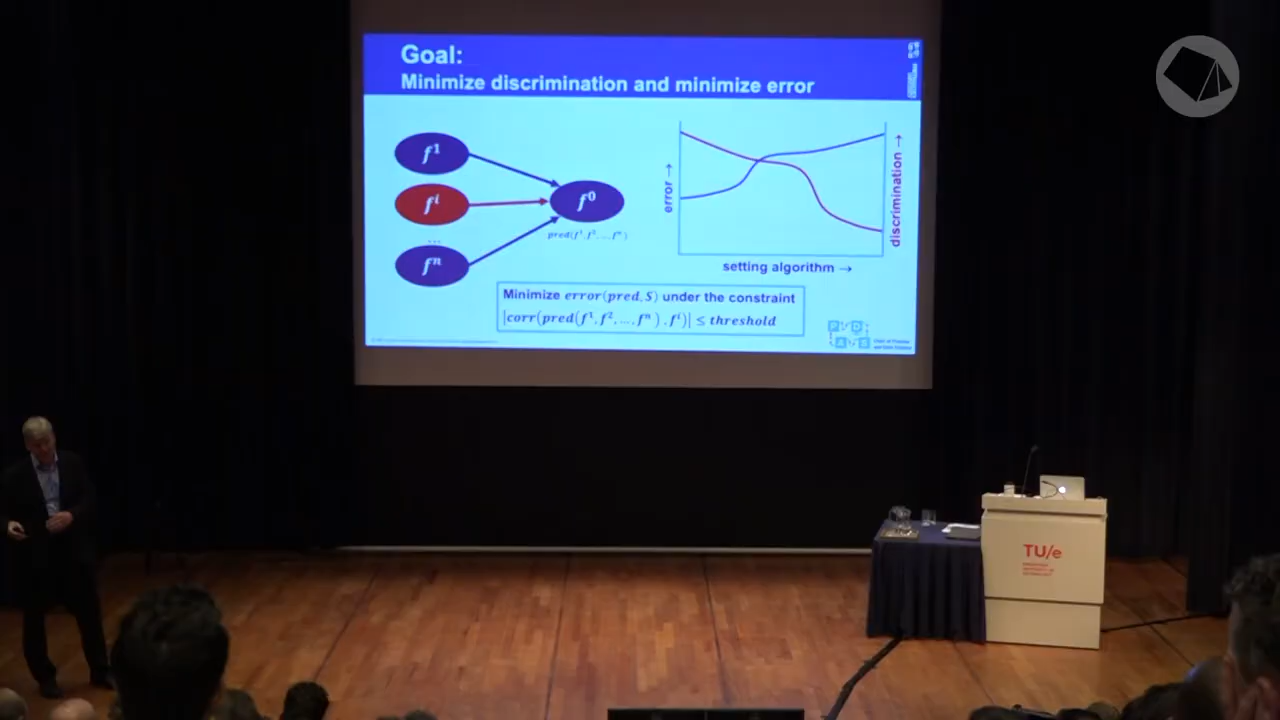 Goal:
Minimize discrimination and minimize error
f¹
fⁱ
...
fⁿ
f⁰
pred(f¹, f², ..., fⁿ)
error →
discrimination →
setting algorithm →
Minimize error(pred, S) under the constraint
|corr(pred(f¹, f², ..., fⁿ), fⁱ)| ≤ threshold
P D
A S
TU/e